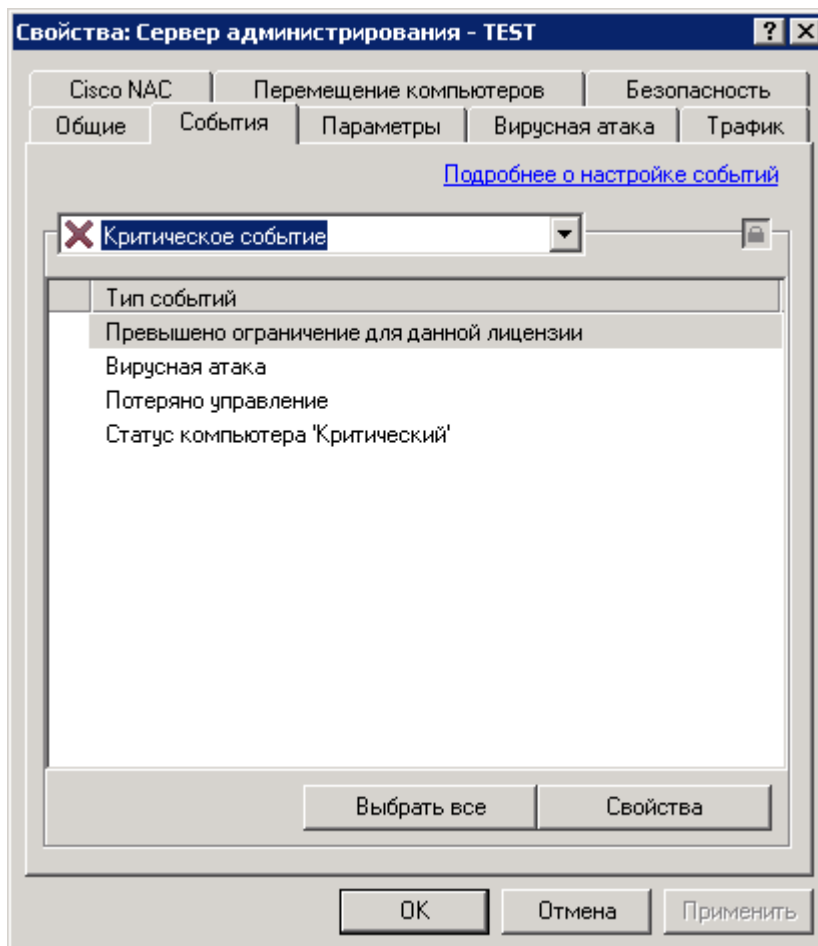 Свойства: Сервер администрирования - TEST
Cisco NAC Перемещение компьютеров Безопасность
Общие События Параметры Вирусная атака Трафик
Подробнее о настройке событий
Критическое событие
Тип событий
Превышено ограничение для данной лицензии
Вирусная атака
Потеряно управление
Статус компьютера 'Критический'
Выбрать все Свойства
OK Отмена Применить